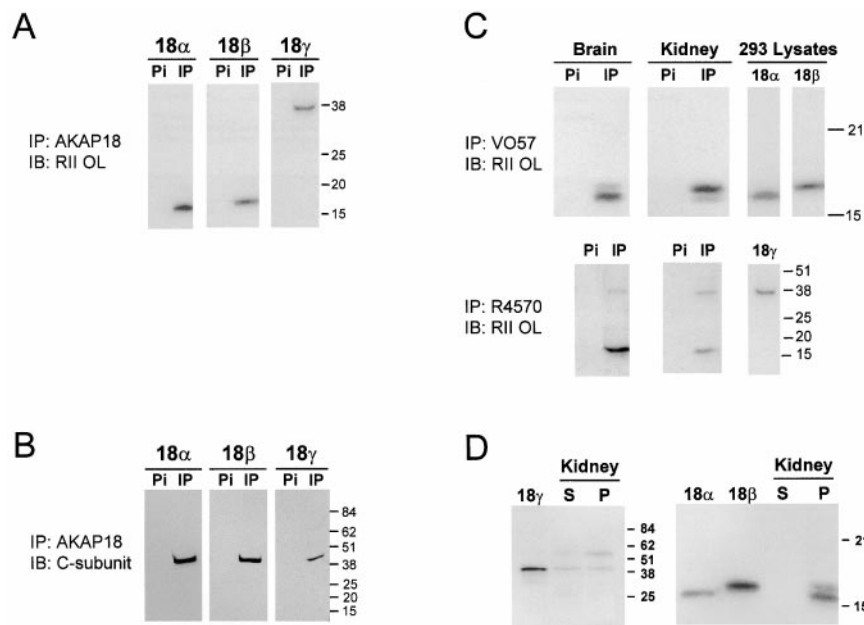 A
18α 18β 18γ
Pi IP Pi IP Pi IP
IP: AKAP18
IB: RII OL
38
25
20
15
B
18α 18β 18γ
Pi IP Pi IP Pi IP
IP: AKAP18
IB: C-subunit
84
62
51
38
25
20
15
C
Brain Kidney 293 Lysates
Pi IP Pi IP 18α 18β
IP: VO57
IB: RII OL
21
15
Pi IP Pi IP 18γ
IP: R4570
IB: RII OL
51
38
25
20
15
D
Kidney
18γ S P
84
62
51
38
25
Kidney
18α 18β S P
21
15